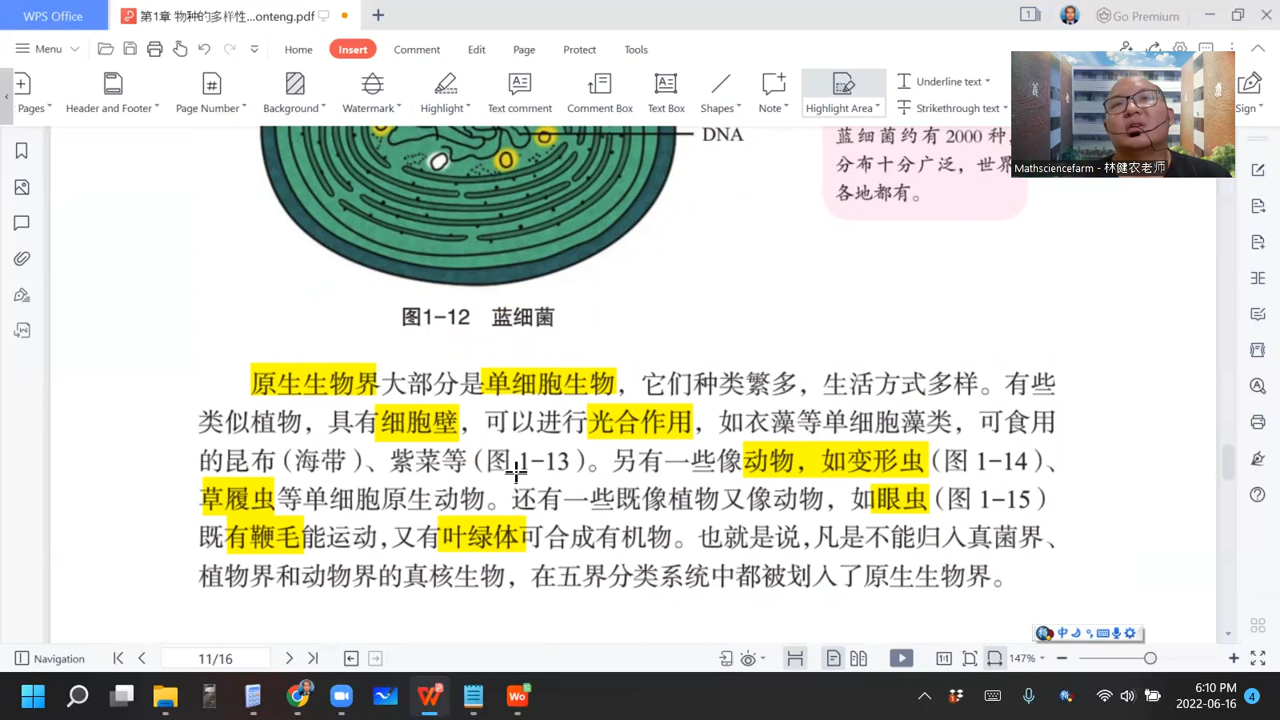 WPS Office
第1章 物种的多样性...onteng.pdf
Go Premium
Menu
Home
Insert
Comment
Edit
Page
Protect
Tools
Pages
Header and Footer
Page Number
Background
Watermark
Highlight
Text comment
Comment Box
Text Box
Shapes
Note
Highlight Area
Underline text
Strikethrough text
Sign
Mathsciencefarm - 林健农老师
DNA
蓝细菌约有 2000 种，
分布十分广泛，世界
各地都有。
图1-12 蓝细菌
原生生物界大部分是单细胞生物，它们种类繁多，生活方式多样。有些
类似植物，具有细胞壁，可以进行光合作用，如衣藻等单细胞藻类，可食用
的昆布（海带）、紫菜等（图 1-13）。另有一些像动物，如变形虫（图 1-14）、
草履虫等单细胞原生动物。还有一些既像植物又像动物，如眼虫（图 1-15）
既有鞭毛能运动，又有叶绿体可合成有机物。也就是说，凡是不能归入真菌界、
植物界和动物界的真核生物，在五界分类系统中都被划入了原生生物界。
中
Navigation
11/16
147%
6:10 PM
2022-06-16
4